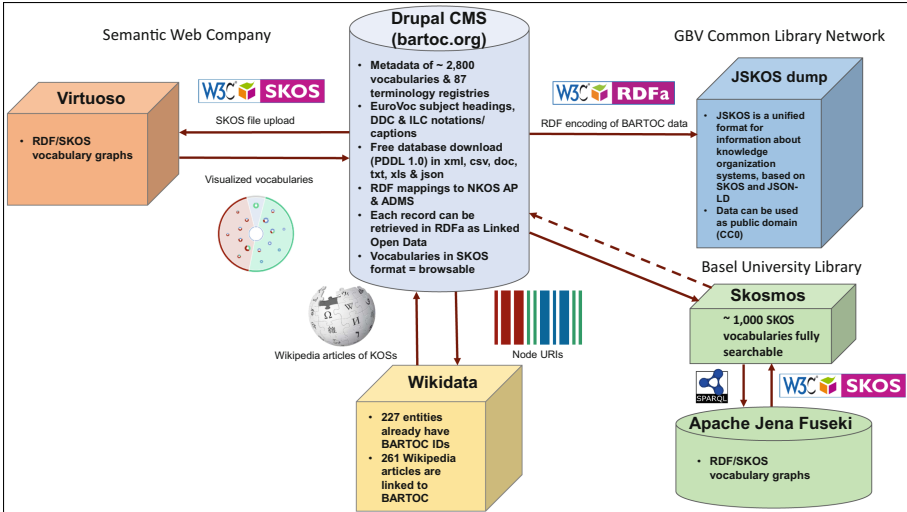 Semantic Web Company
Drupal CMS
(bartoc.org)
GBV Common Library Network
Virtuoso
• RDF/SKOS
vocabulary graphs
W3C SKOS
SKOS file upload
Visualized vocabularies
• Metadata of ~ 2,800
vocabularies & 87
terminology registries
• EuroVoc subject headings,
DDC & ILC notations/
captions
• Free database download
(PDDL 1.0) in xml, csv, doc,
txt, xls & json
• RDF mappings to NKOS AP
& ADMS
• Each record can be
retrieved in RDFa as Linked
Open Data
• Vocabularies in SKOS
format = browsable
W3C RDFa
RDF encoding of BARTOC data
JSKOS dump
• JSKOS is a unified
format for
information about
knowledge
organization
systems, based on
SKOS and JSON-
LD
• Data can be used
as public domain
(CC0)
Basel University Library
Skosmos
~ 1,000 SKOS
vocabularies fully
searchable
Wikipedia articles of KOSs
Node URIs
Wikidata
• 227 entities
already have
BARTOC IDs
• 261 Wikipedia
articles are
linked to
BARTOC
SPARQL
W3C SKOS
Apache Jena Fuseki
• RDF/SKOS
vocabulary graphs